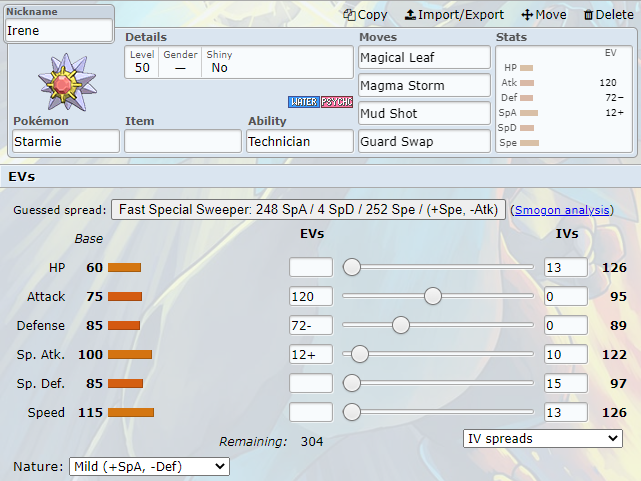 Nickname
Copy Import/Export Move Delete
Irene
Details Moves Stats
Level Gender Shiny
50 — No
Magical Leaf
EV
HP
Magma Storm
Atk 120
Def 72−
WATER PSYCHC
Mud Shot
SpA 12+
Pokémon Item Ability
SpD
Starmie Technician Guard Swap
Spe
EVs
Guessed spread: Fast Special Sweeper: 248 SpA / 4 SpD / 252 Spe / (+Spe, -Atk) (Smogon analysis)
Base EVs IVs
HP 60 13 126
Attack 75 120 0 95
Defense 85 72- 0 89
Sp. Atk. 100 12+ 10 122
Sp. Def. 85 15 97
Speed 115 13 126
Remaining: 304 IV spreads
Nature: Mild (+SpA, -Def)